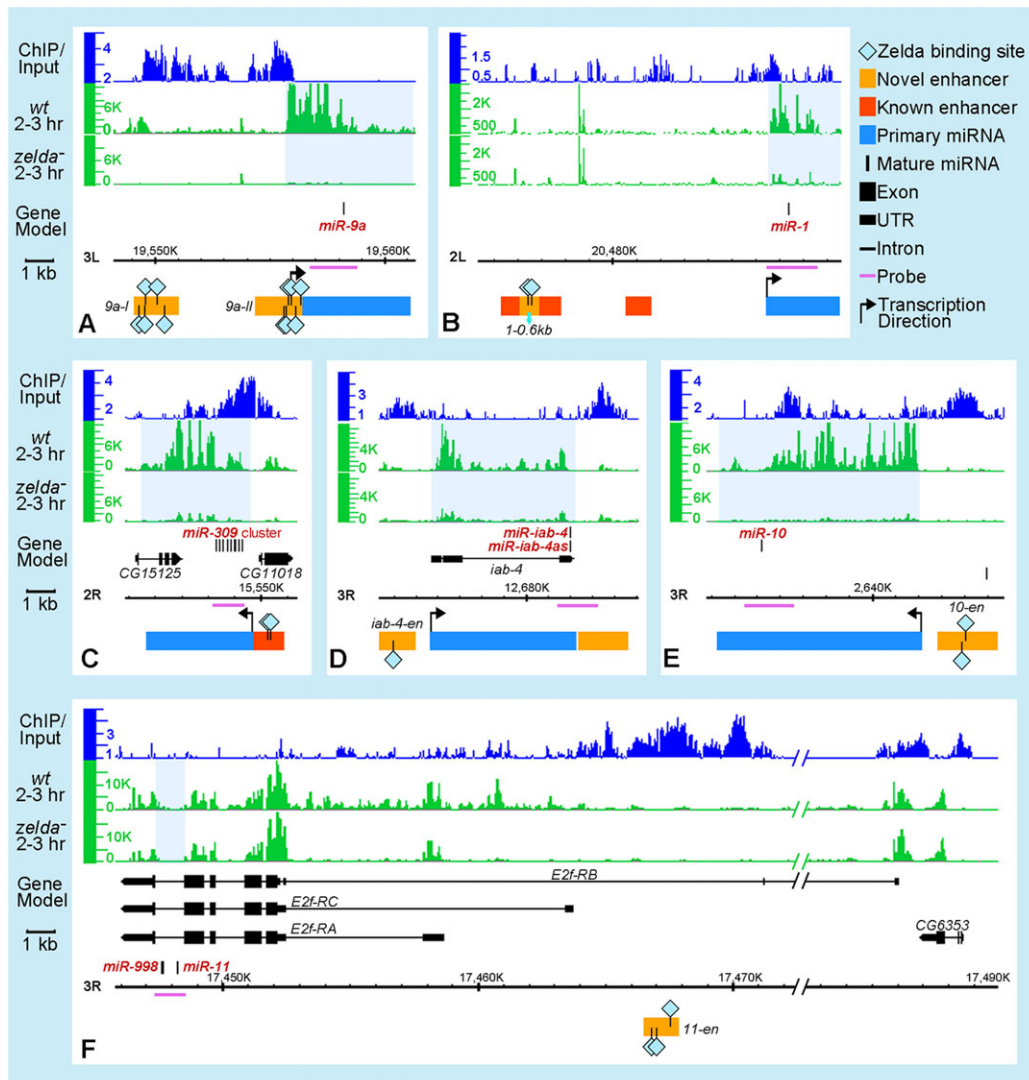 ChIP/
Input
wt
2-3 hr
zelda-
2-3 hr
Gene
Model
1 kb
4
2
6K
0
6K
0
miR-9a
19,550K
19,560K
3L
9a-I
9a-II
A
1.5
0.5
2K
500
2K
500
miR-1
20,480K
2L
1-0.6kb
B
Zelda binding site
Novel enhancer
Known enhancer
Primary miRNA
Mature miRNA
Exon
UTR
Intron
Probe
Transcription
Direction
ChIP/
Input
wt
2-3 hr
zelda-
2-3 hr
Gene
Model
1 kb
4
2
6K
0
6K
0
miR-309 cluster
CG15125
CG11018
15,550K
2R
C
3
1
4K
0
4K
0
miR-iab-4
miR-iab-4as
iab-4
12,680K
3R
iab-4-en
D
4
2
6K
0
6K
0
miR-10
2,640K
3R
10-en
E
ChIP/
Input
wt
2-3 hr
zelda-
2-3 hr
Gene
Model
1 kb
3
1
10K
0
10K
0
E2f-RB
E2f-RC
E2f-RA
CG6353
miR-998
miR-11
3R
17,450K
17,460K
17,470K
17,490K
11-en
F